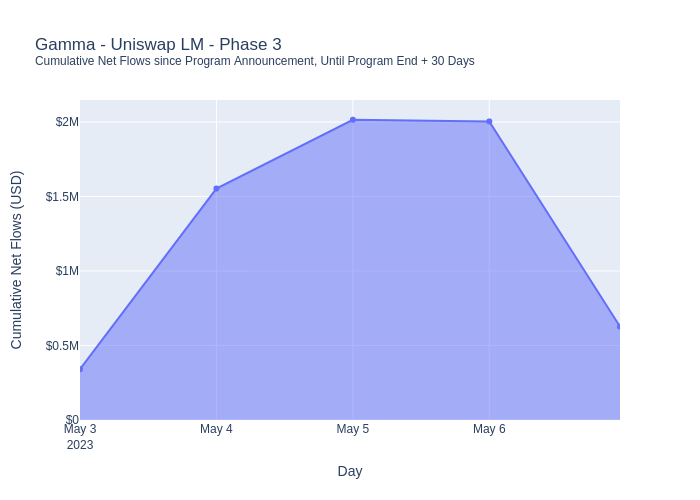 Gamma - Uniswap LM - Phase 3
Cumulative Net Flows since Program Announcement, Until Program End + 30 Days
Cumulative Net Flows (USD)
$2M
$1.5M
$1M
$0.5M
$0
May 3
2023
May 4
May 5
May 6
Day